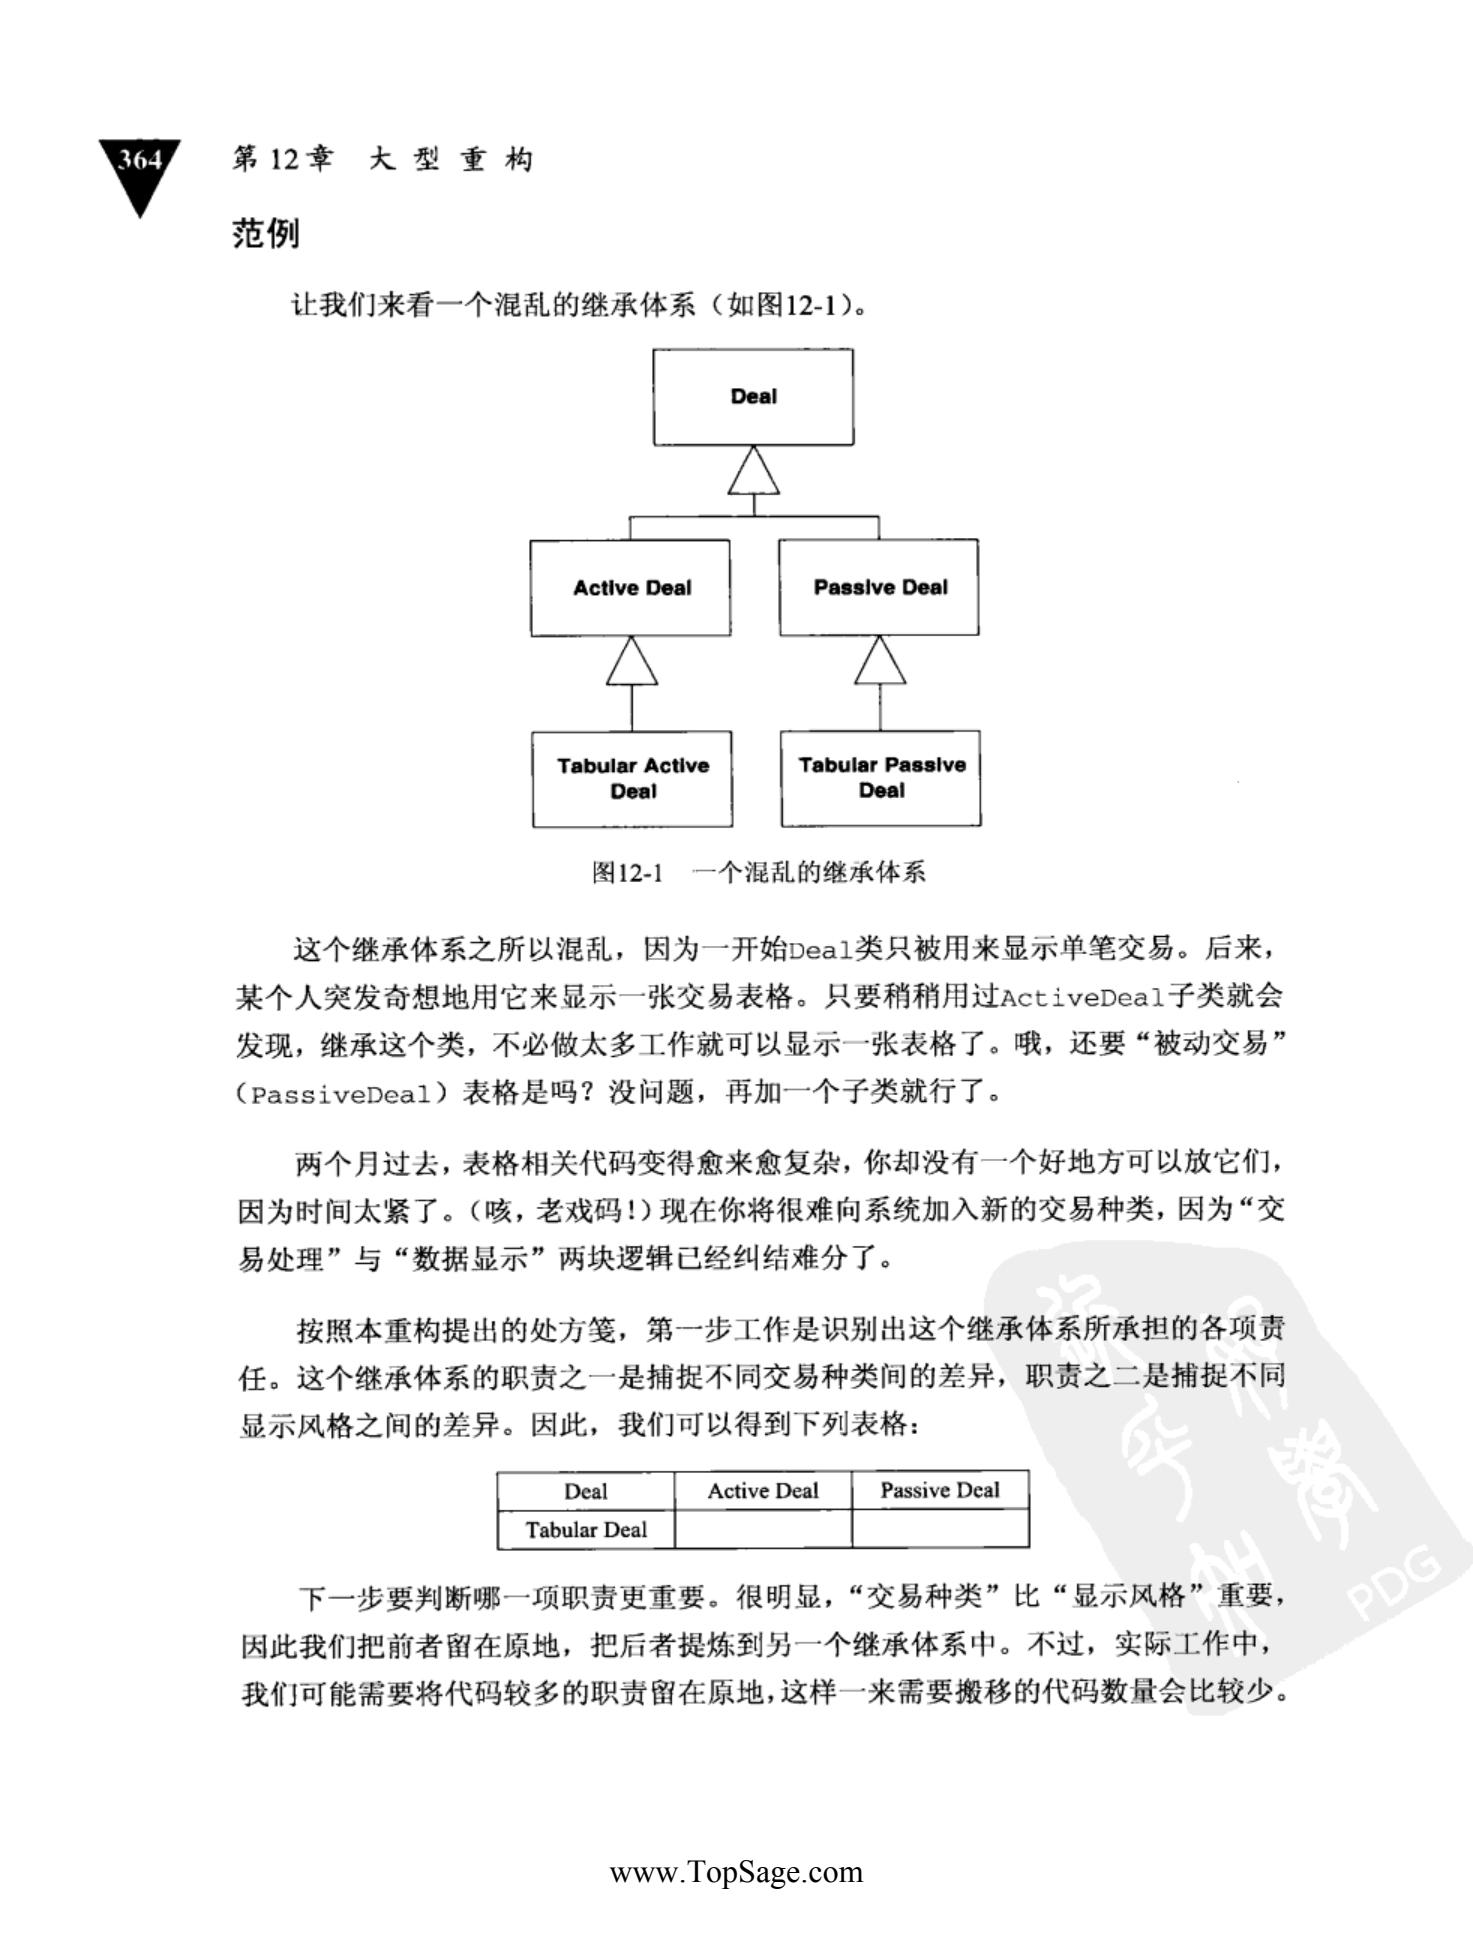 364
第12章 大型重构
范例
让我们来看一个混乱的继承体系（如图12-1）。
Deal
Active Deal
Passive Deal
Tabular Active
Deal
Tabular Passive
Deal
图12-1 一个混乱的继承体系
这个继承体系之所以混乱，因为一开始Deal类只被用来显示单笔交易。后来，
某个人突发奇想地用它来显示一张交易表格。只要稍稍用过ActiveDeal子类就会
发现，继承这个类，不必做太多工作就可以显示一张表格了。哦，还要“被动交易”
（PassiveDeal）表格是吗？没问题，再加一个子类就行了。
两个月过去，表格相关代码变得愈来愈复杂，你却没有一个好地方可以放它们，
因为时间太紧了。（咳，老戏码！）现在你将很难向系统加入新的交易种类，因为“交
易处理”与“数据显示”两块逻辑已经纠结难分了。
按照本重构提出的处方笺，第一步工作是识别出这个继承体系所承担的各项责
任。这个继承体系的职责之一是捕捉不同交易种类间的差异，职责之二是捕捉不同
显示风格之间的差异。因此，我们可以得到下列表格：
Deal Active Deal Passive Deal
Tabular Deal
下一步要判断哪一项职责更重要。很明显，“交易种类”比“显示风格”重要，
因此我们把前者留在原地，把后者提炼到另一个继承体系中。不过，实际工作中，
我们可能需要将代码较多的职责留在原地，这样一来需要搬移的代码数量会比较少。
PDG
www.TopSage.com